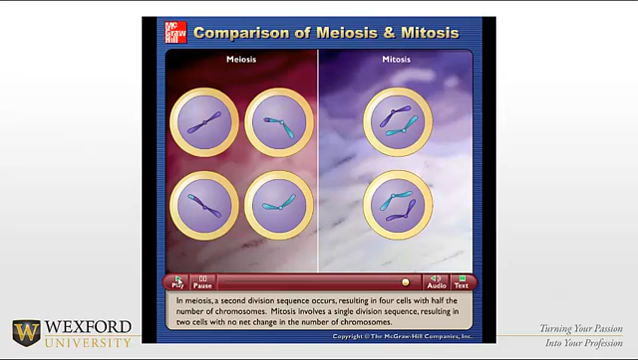 Mc
Graw
Hill
Comparison of Meiosis & Mitosis
Meiosis
Mitosis
Play
Pause
Audio
Text
In meiosis, a second division sequence occurs, resulting in four cells with half the
number of chromosomes. Mitosis involves a single division sequence, resulting in
two cells with no net change in the number of chromosomes.
Copyright © The McGraw-Hill Companies, Inc.
WEXFORD
UNIVERSITY
Turning Your Passion
Into Your Profession